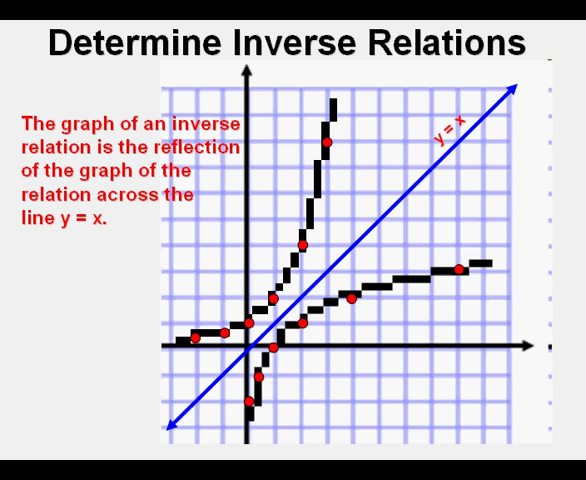 Determine Inverse Relations
The graph of an inverse
relation is the reflection
of the graph of the
relation across the
line y = x.
y = x